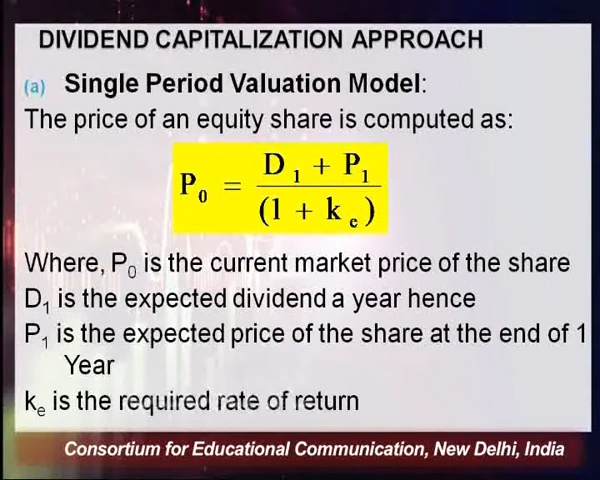 DIVIDEND CAPITALIZATION APPROACH
(a) Single Period Valuation Model:
The price of an equity share is computed as:
P₀ = (D₁ + P₁) / (1 + kₑ)
Where, P₀ is the current market price of the share
D₁ is the expected dividend a year hence
P₁ is the expected price of the share at the end of 1
Year
kₑ is the required rate of return
Consortium for Educational Communication, New Delhi, India